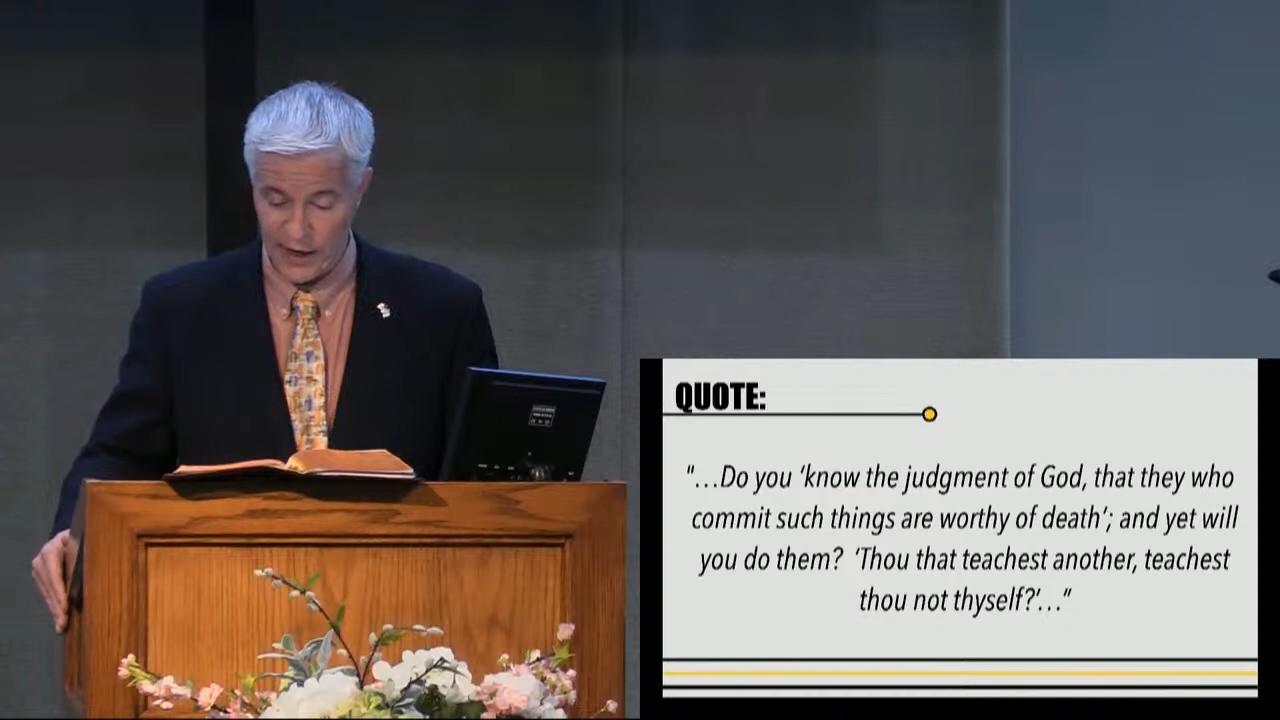 QUOTE:
"...Do you ‘know the judgment of God, that they who
commit such things are worthy of death’; and yet will
you do them?  ‘Thou that teachest another, teachest
thou not thyself?’..."